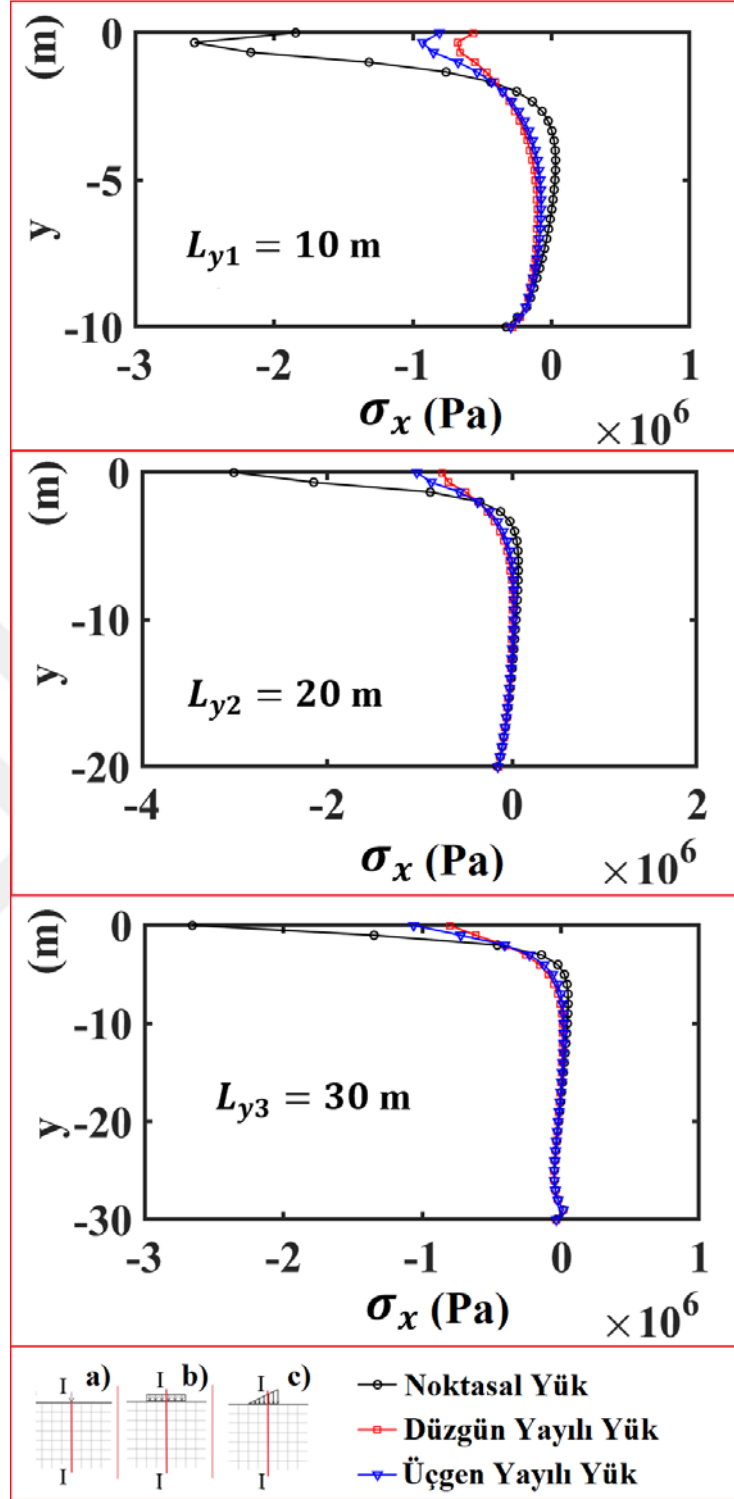 0
-5
-10
y (m)
L_y1 = 10 m
-3 -2 -1 0 1
σ_x (Pa) ×10^6
0
-10
-20
y (m)
L_y2 = 20 m
-4 -2 0 2
σ_x (Pa) ×10^6
0
-10
-20
-30
y (m)
L_y3 = 30 m
-3 -2 -1 0 1
σ_x (Pa) ×10^6
I a) I b) I c)
I I I
Noktasal Yük
Düzgün Yayılı Yük
Üçgen Yayılı Yük